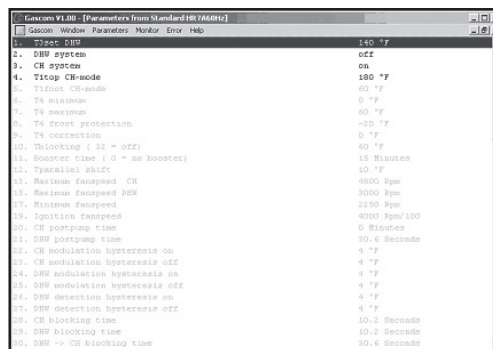 Gascom V1.00 - [Parameters from Standard HR7A60Hz]
Gascom Window Parameters Monitor Error Help
1. T3set DHW 140 °F
2. DHW system off
3. CH system on
4. Titop CH-mode 180 °F
5. Tifoot CH-mode 60 °F
6. T4 minimum 0 °F
7. T4 maximum 60 °F
8. T4 frost protection -20 °F
9. T4 correction 0 °F
10. Tblocking ( 32 = off) 60 °F
11. Booster time ( 0 = no booster) 15 Minutes
12. Tparallel shift 10 °F
13. Maximum fanspeed CH 4800 Rpm
15. Maximum fanspeed DHW 3000 Rpm
17. Minimum fanspeed 2250 Rpm
19. Ignition fanspeed 4000 Rpm/100
20. CH postpump time 0 Minutes
21. DHW postpump time 30.6 Seconds
22. CH modulation hysteresis on 4 °F
23. CH modulation hysteresis off 4 °F
24. DHW modulation hysteresis on 4 °F
25. DHW modulation hysteresis off 4 °F
26. DHW detection hysteresis on 4 °F
27. DHW detection hysteresis off 4 °F
28. CH blocking time 10.2 Seconds
29. DHW blocking time 10.2 Seconds
30. DHW -> CH blocking time 30.6 Seconds